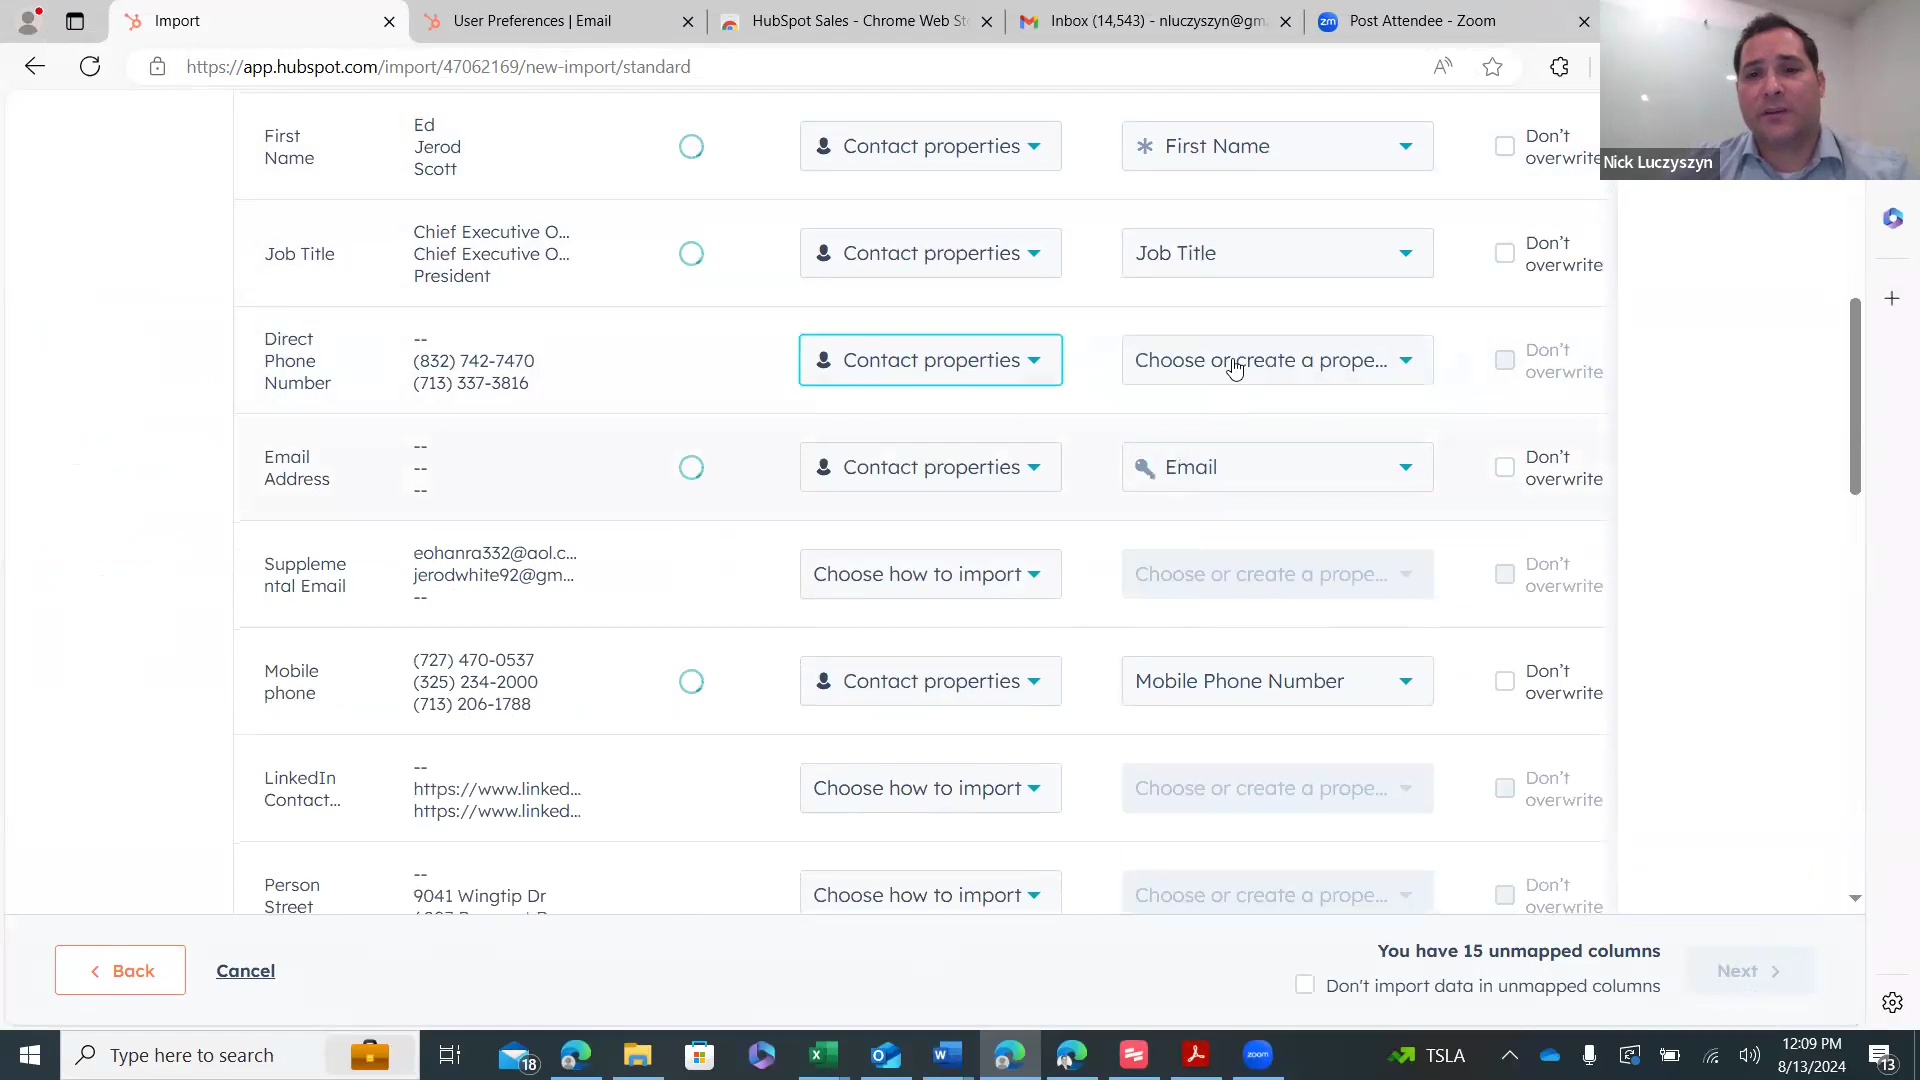 Import
User Preferences | Email
HubSpot Sales - Chrome Web Sto
Inbox (14,543) - nluczyszyn@gm
zm
Post Attendee - Zoom
https://app.hubspot.com/import/47062169/new-import/standard
Nick Luczyszyn
First
Name
Ed
Jerod
Scott
Contact properties
First Name
Don't
overwrite
Job Title
Chief Executive O...
Chief Executive O...
President
Contact properties
Job Title
Don't
overwrite
Direct
Phone
Number
--
(832) 742-7470
(713) 337-3816
Contact properties
Choose or create a prope...
Don't
overwrite
Email
Address
--
--
--
Contact properties
Email
Don't
overwrite
Suppleme
ntal Email
eohanra332@aol.c...
jerodwhite92@gm...
--
Choose how to import
Choose or create a prope...
Don't
overwrite
Mobile
phone
(727) 470-0537
(325) 234-2000
(713) 206-1788
Contact properties
Mobile Phone Number
Don't
overwrite
LinkedIn
Contact...
--
https://www.linked...
https://www.linked...
Choose how to import
Choose or create a prope...
Don't
overwrite
Person
Street
--
9041 Wingtip Dr
Choose how to import
Choose or create a prope...
Don't
overwrite
Back
Cancel
You have 15 unmapped columns
Don't import data in unmapped columns
Next
Type here to search
18
zoom
TSLA
12:09 PM
8/13/2024
13